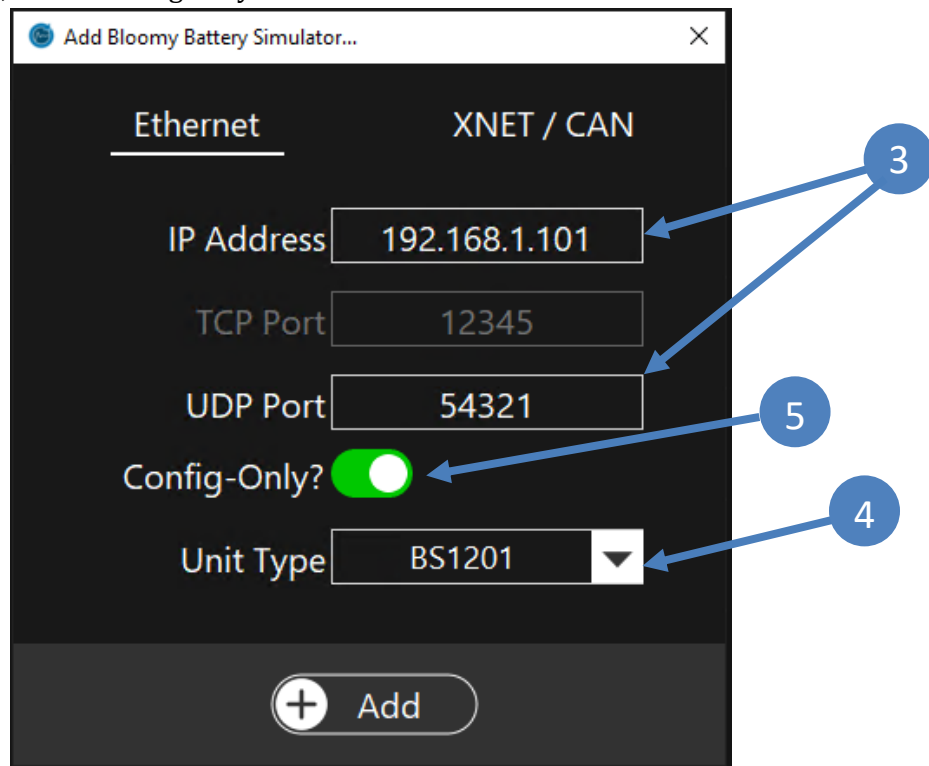 Add Bloomy Battery Simulator...
Ethernet XNET / CAN
3
IP Address 192.168.1.101
TCP Port 12345
UDP Port 54321
5
Config-Only?
4
Unit Type BS1201
Add